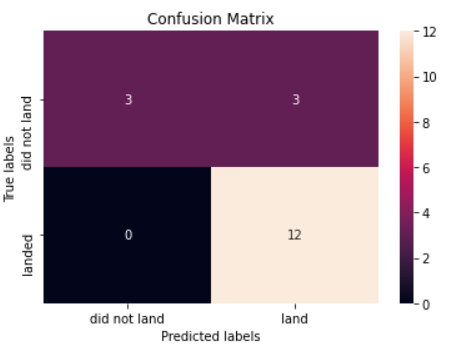 Confusion Matrix
True labels
did not land
landed
3 3
0 12
did not land land
Predicted labels
12
10
8
6
4
2
0